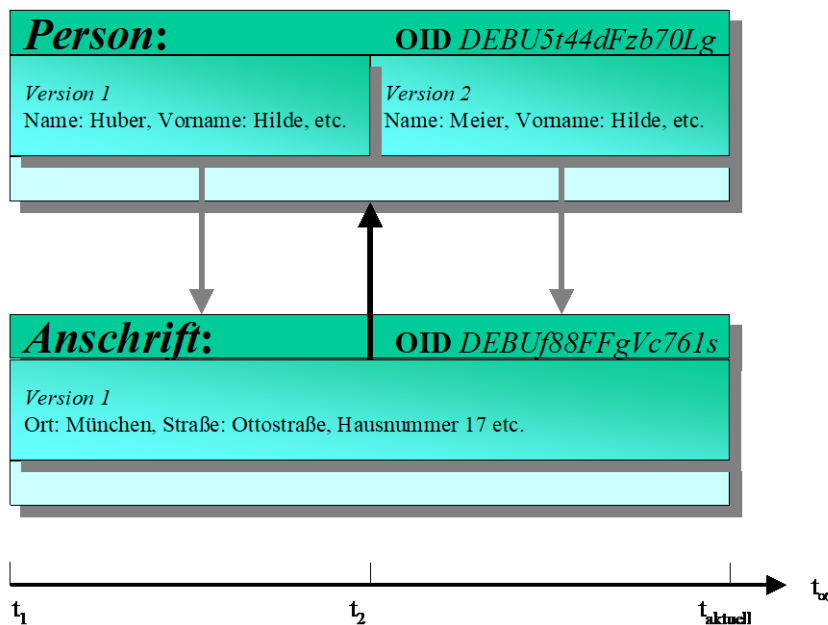 Person: OID DEBU5t44dFzb70Lg
Version 1
Name: Huber, Vorname: Hilde, etc.
Version 2
Name: Meier, Vorname: Hilde, etc.
Anschrift: OID DEBUf88FFgVc761s
Version 1
Ort: München, Straße: Ottostraße, Hausnummer 17 etc.
t1 t2 taktuell t∞